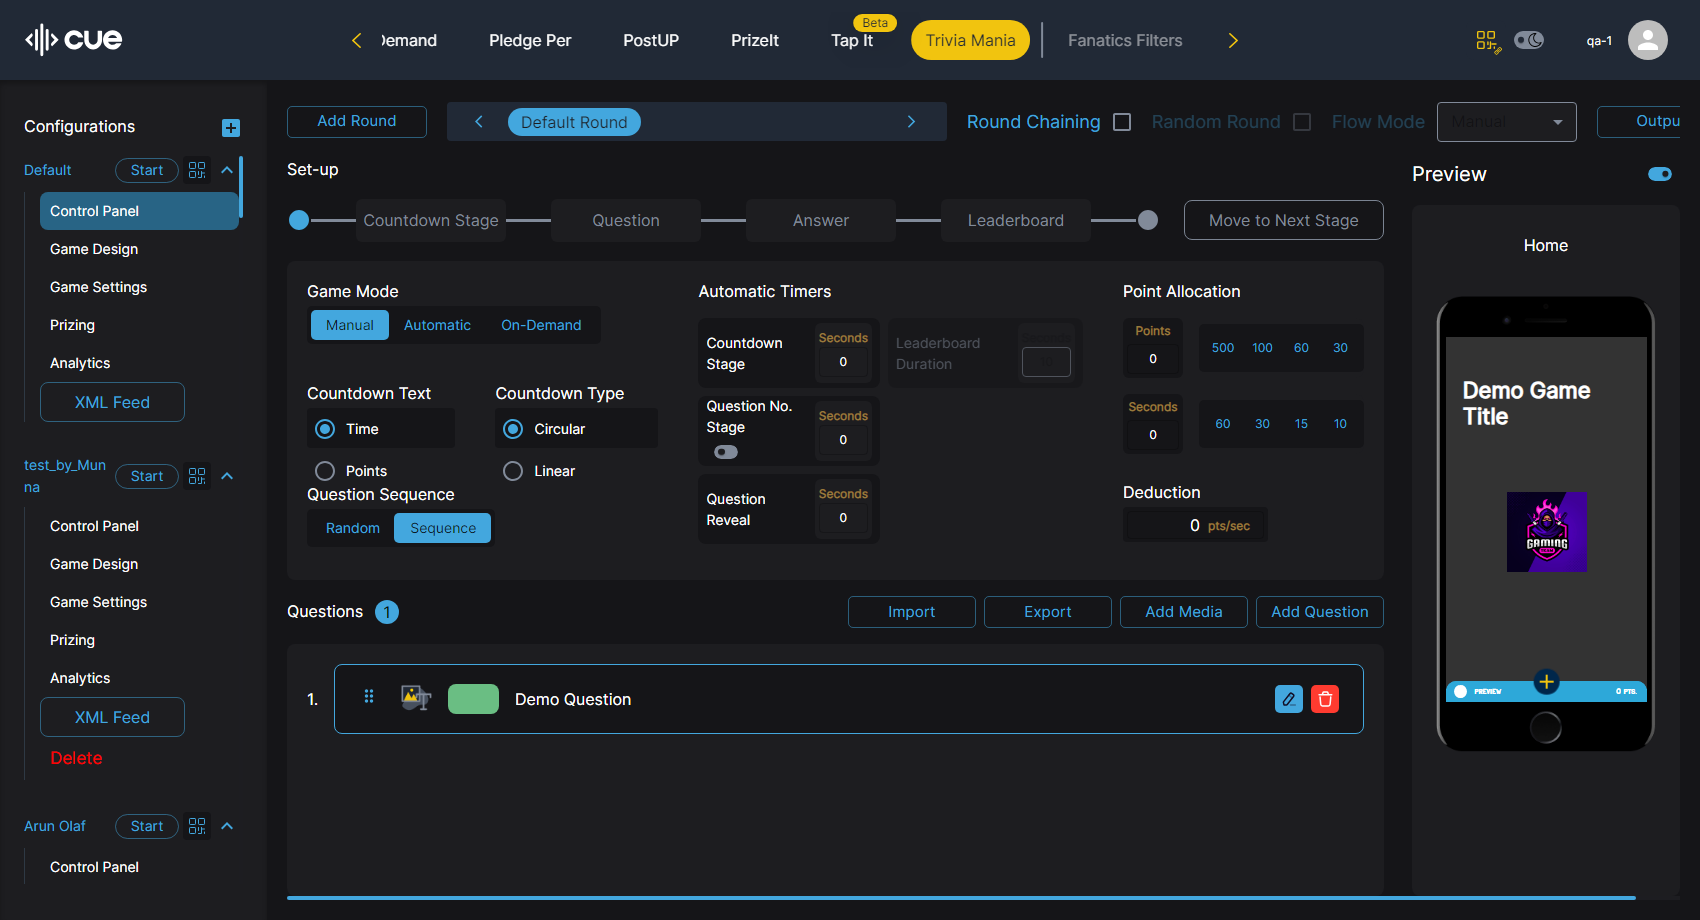 cue
Demand
Pledge Per
PostUP
PrizeIt
Tap It
Beta
Trivia Mania
Fanatics Filters
qa-1
Configurations
Default
Start
Control Panel
Game Design
Game Settings
Prizing
Analytics
XML Feed
test_by_Mun
na
Start
Control Panel
Game Design
Game Settings
Prizing
Analytics
XML Feed
Delete
Arun Olaf
Start
Control Panel
Add Round
Default Round
Round Chaining
Random Round
Flow Mode
Manual
Outpu
Set-up
Countdown Stage
Question
Answer
Leaderboard
Move to Next Stage
Game Mode
Manual
Automatic
On-Demand
Countdown Text
Time
Points
Countdown Type
Circular
Linear
Question Sequence
Random
Sequence
Automatic Timers
Countdown
Stage
Seconds
0
Leaderboard
Duration
Question No.
Stage
Seconds
0
Question
Reveal
Seconds
0
Point Allocation
Points
0
500 100 60 30
Seconds
0
60 30 15 10
Deduction
0 pts/sec
Questions 1
Import
Export
Add Media
Add Question
1.
Demo Question
Preview
Home
Demo Game
Title
GAMING
PREVIEW
0 PTS.